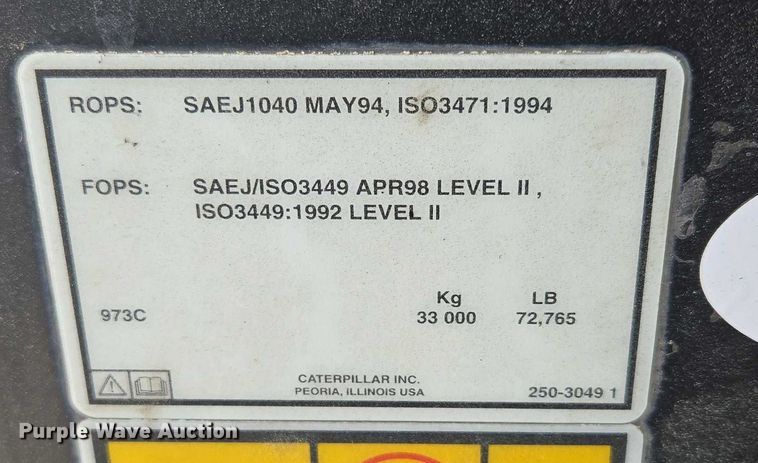 ROPS: SAEJ1040 MAY94, ISO3471:1994
FOPS: SAEJ/ISO3449 APR98 LEVEL II ,
ISO3449:1992 LEVEL II
Kg LB
973C 33 000 72,765
CATERPILLAR INC.
PEORIA, ILLINOIS USA 250-3049 1
Purple Wave Auction